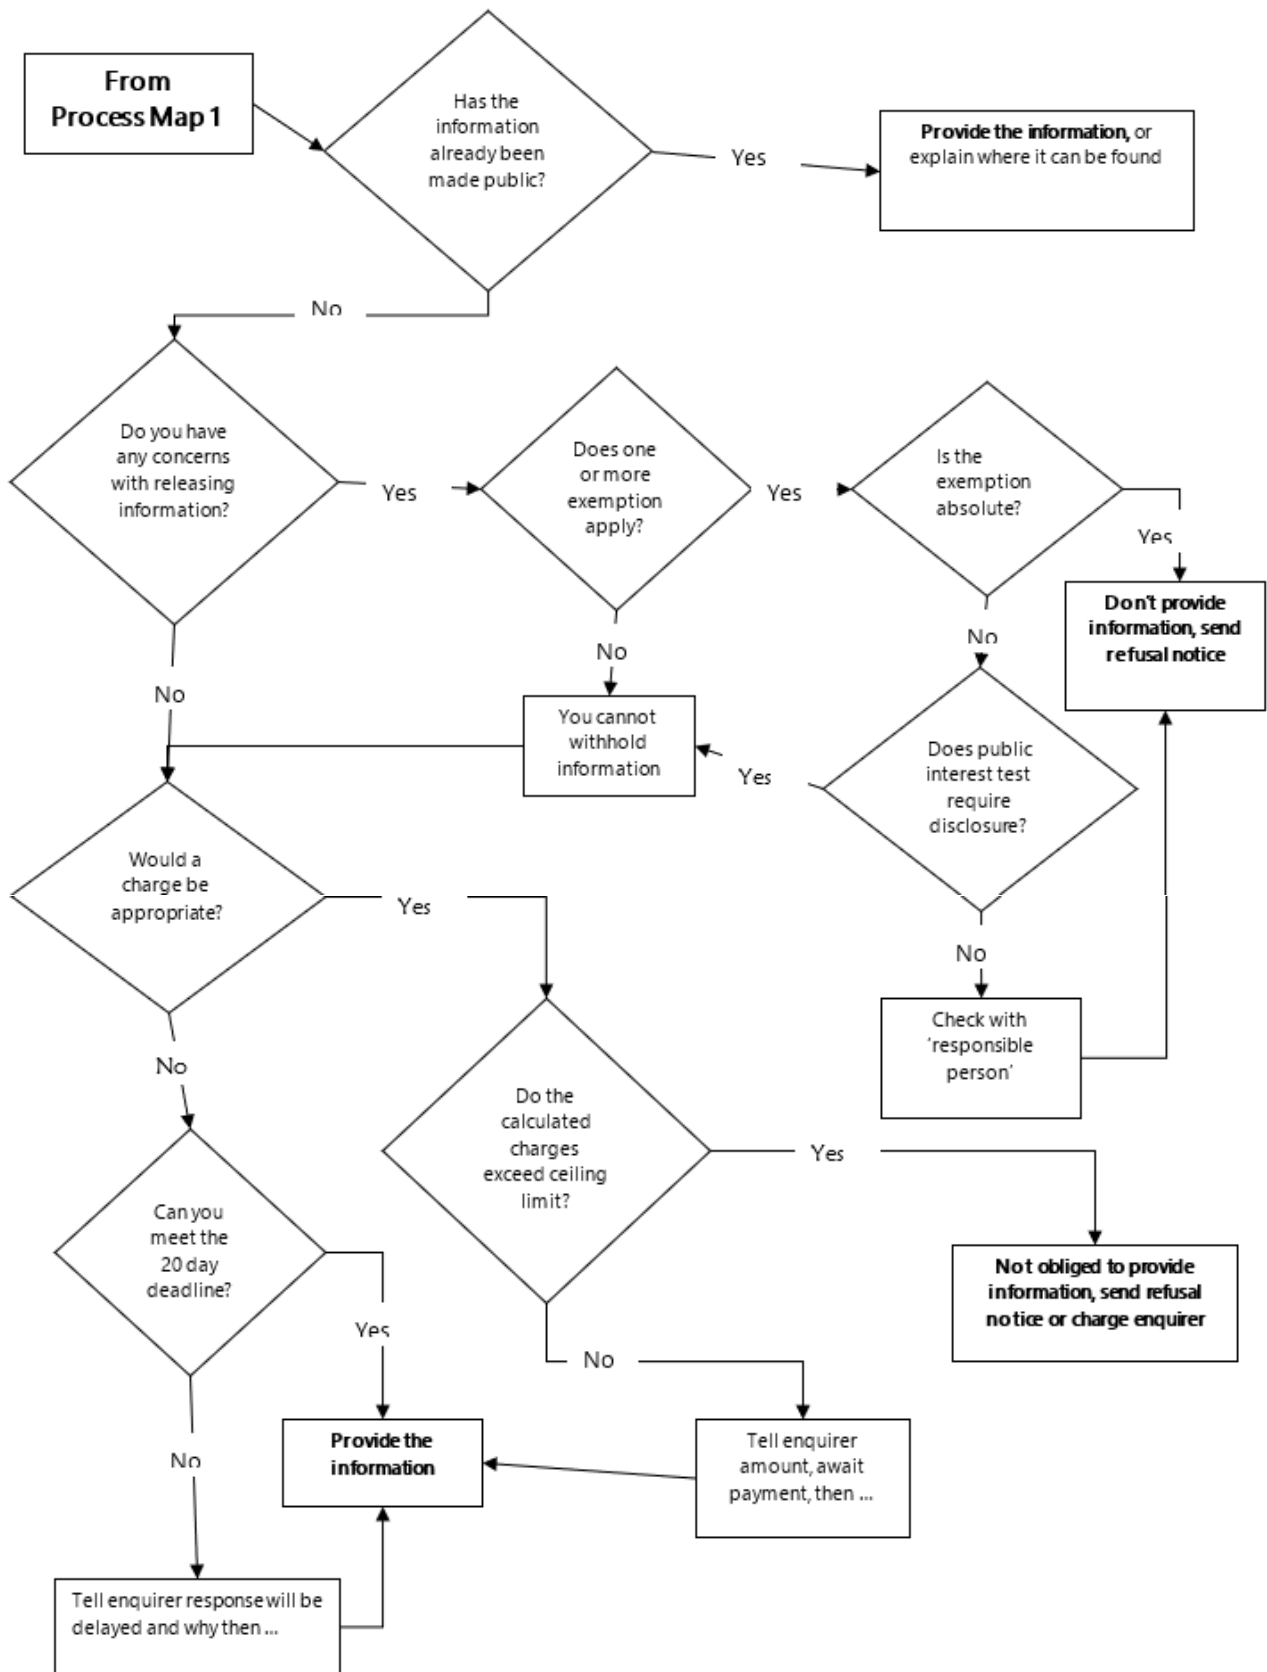 From
Process Map 1
Has the
information
already been
made public?
Yes
Provide the information, or
explain where it can be found
No
Do you have
any concerns
with releasing
information?
Yes
Does one
or more
exemption
apply?
Yes
Is the
exemption
absolute?
Yes
Don't provide
information, send
refusal notice
No
No
No
You cannot
withhold
information
Yes
Does public
interest test
require
disclosure?
Would a
charge be
appropriate?
Yes
No
Check with
‘responsible
person’
No
Do the
calculated
charges
exceed ceiling
limit?
Yes
Can you
meet the
20 day
deadline?
Not obliged to provide
information, send refusal
notice or charge enquirer
Yes
No
No
Provide the
information
Tell enquirer
amount, await
payment, then ...
Tell enquirer response will be
delayed and why then ...